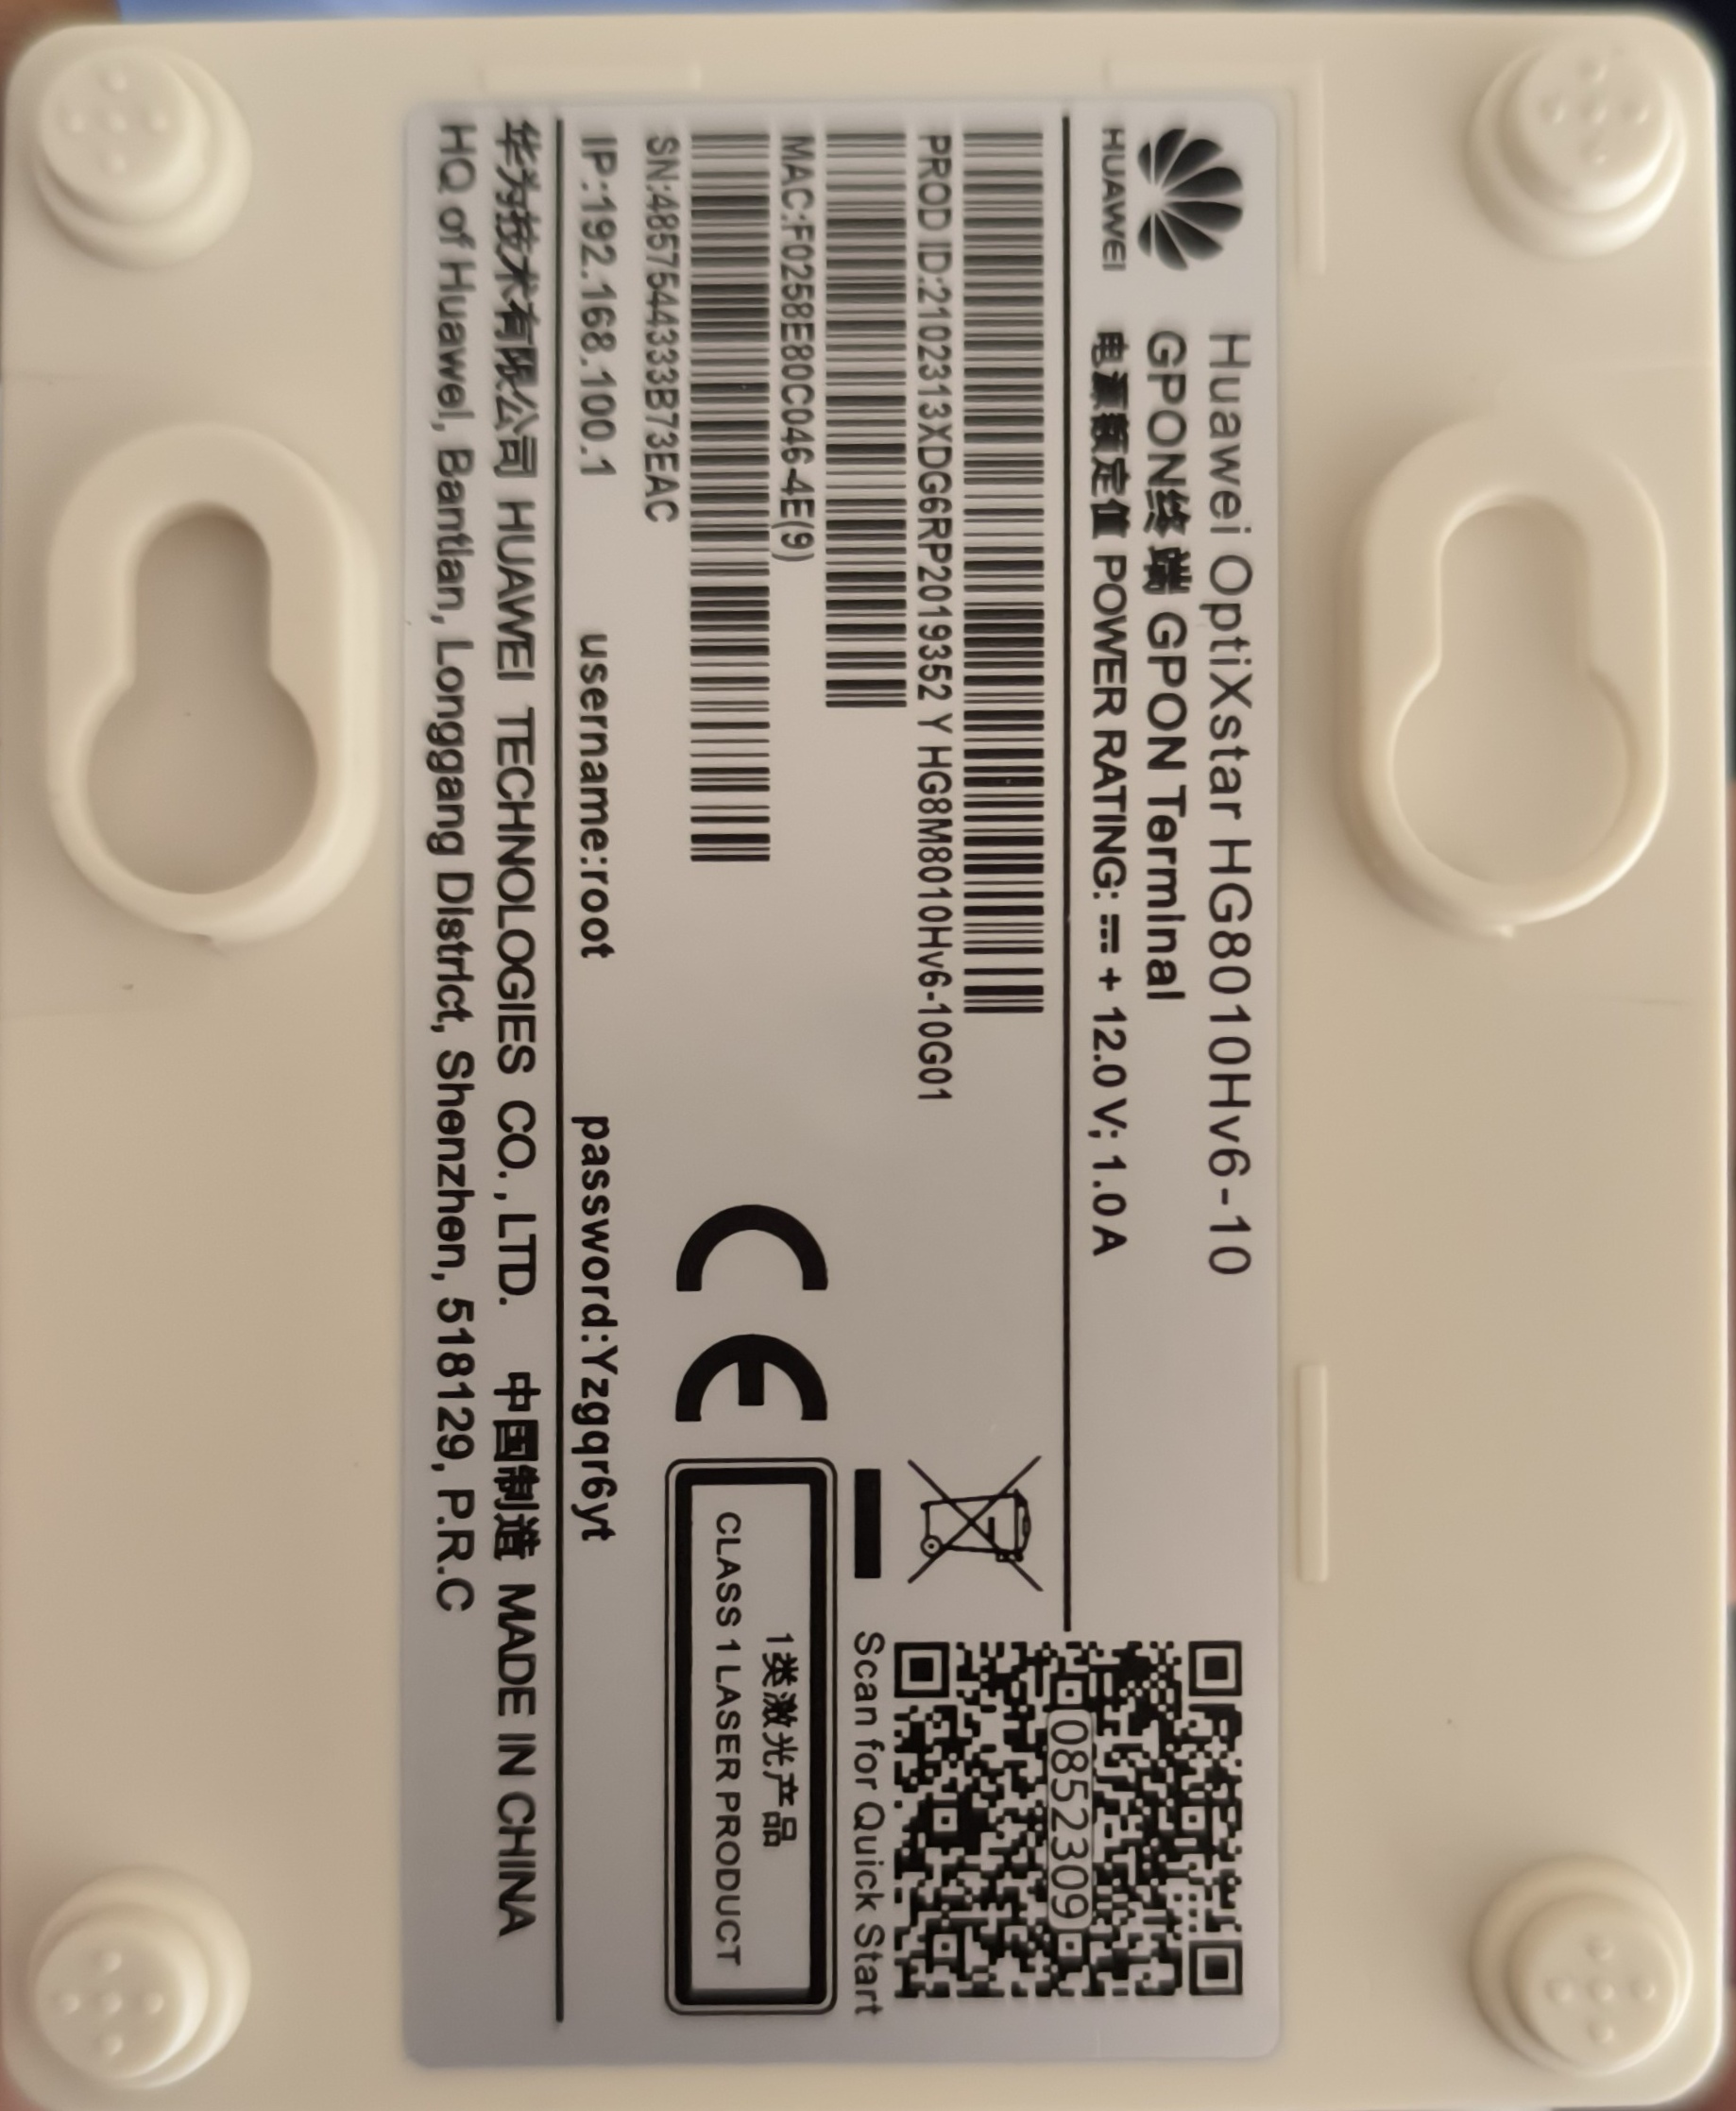 HUAWEI
Huawei OptiXstar HG8010Hv6-10
GPON终端 GPON Terminal
电源额定值 POWER RATING: ⎓ + 12.0 V; 1.0 A
08523309
PROD ID:2102313XDG6RP2019352 Y HG8M8010Hv6-10G01
MAC:F0258E80C046-4E(9)
SN:485754433B73EAC
Scan for Quick Start
CE
1类激光产品
CLASS 1 LASER PRODUCT
IP:192.168.100.1 username:root password:Yzgqr6yt
华为技术有限公司 HUAWEI TECHNOLOGIES CO.,LTD. 中国制造 MADE IN CHINA
HQ of Huawei, Bantian, Longgang District, Shenzhen, 518129, P.R.C